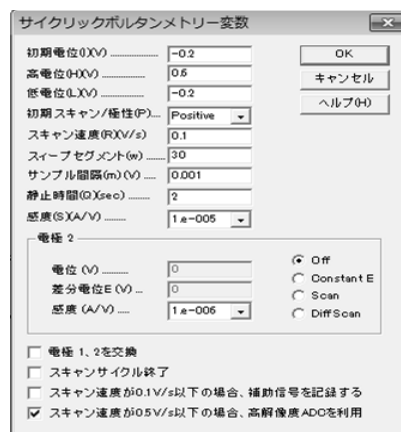 サイクリックボルタンメトリー変数
初期電位(I)(V) ............... -0.2
高電位(H)(V) .................. 0.6
低電位(L)(V) .................. -0.2
初期スキャン/極性(P).... Positive
スキャン速度(R)(V/s) 0.1
スィープセグメント(w) ...... 30
サンプル間隔(m) (V) .... 0.001
静止時間(Q)(sec) ........ 2
感度(S)(A/V) ........ 1.e-005
OK
キャンセル
ヘルプ(H)
電極 2
電位 (V) .......... 0
差分電位E (V) ... 0
感度 (A/V) .... 1.e-006
Off
Constant E
Scan
Diff Scan
電極 1、2を交換
スキャンサイクル終了
スキャン速度が0.1V/s以下の場合、補助信号を記録する
スキャン速度が0.5V/s以下の場合、高解像度ADCを利用